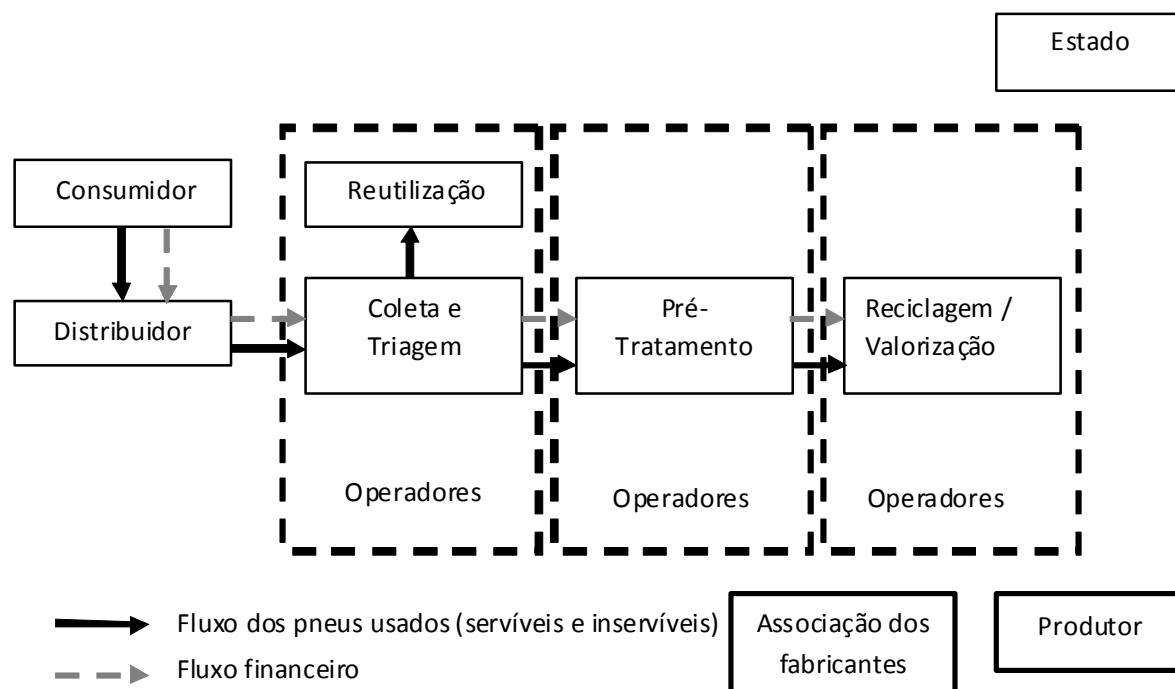 Estado
Consumidor
Reutilização
Distribuidor
Coleta e
Triagem
Pré-
Tratamento
Reciclagem /
Valorização
Operadores
Operadores
Operadores
Fluxo dos pneus usados (servíveis e inservíveis)
Fluxo financeiro
Associação dos
fabricantes
Produtor